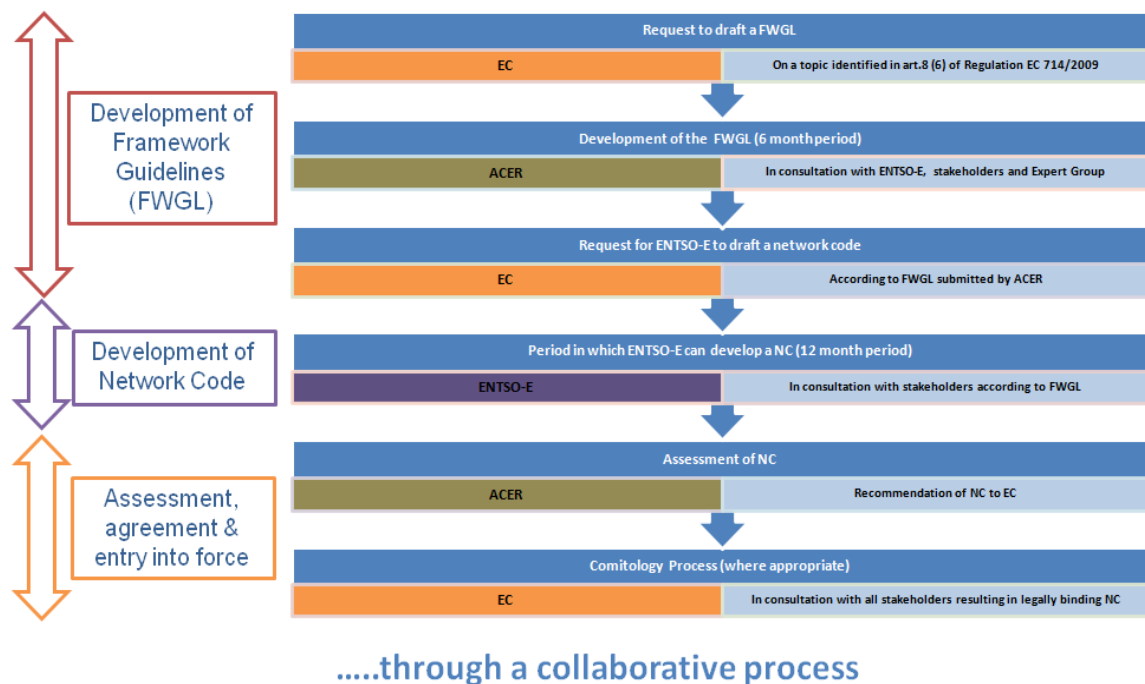 Request to draft a FWGL
EC
On a topic identified in art.8 (6) of Regulation EC 714/2009
Development of
Framework
Guidelines
(FWGL)
Development of the FWGL (6 month period)
ACER
In consultation with ENTSO-E, stakeholders and Expert Group
Request for ENTSO-E to draft a network code
EC
According to FWGL submitted by ACER
Development of
Network Code
Period in which ENTSO-E can develop a NC (12 month period)
ENTSO-E
In consultation with stakeholders according to FWGL
Assessment,
agreement &
entry into force
Assessment of NC
ACER
Recommendation of NC to EC
Comitology Process (where appropriate)
EC
In consultation with all stakeholders resulting in legally binding NC
.....through a collaborative process